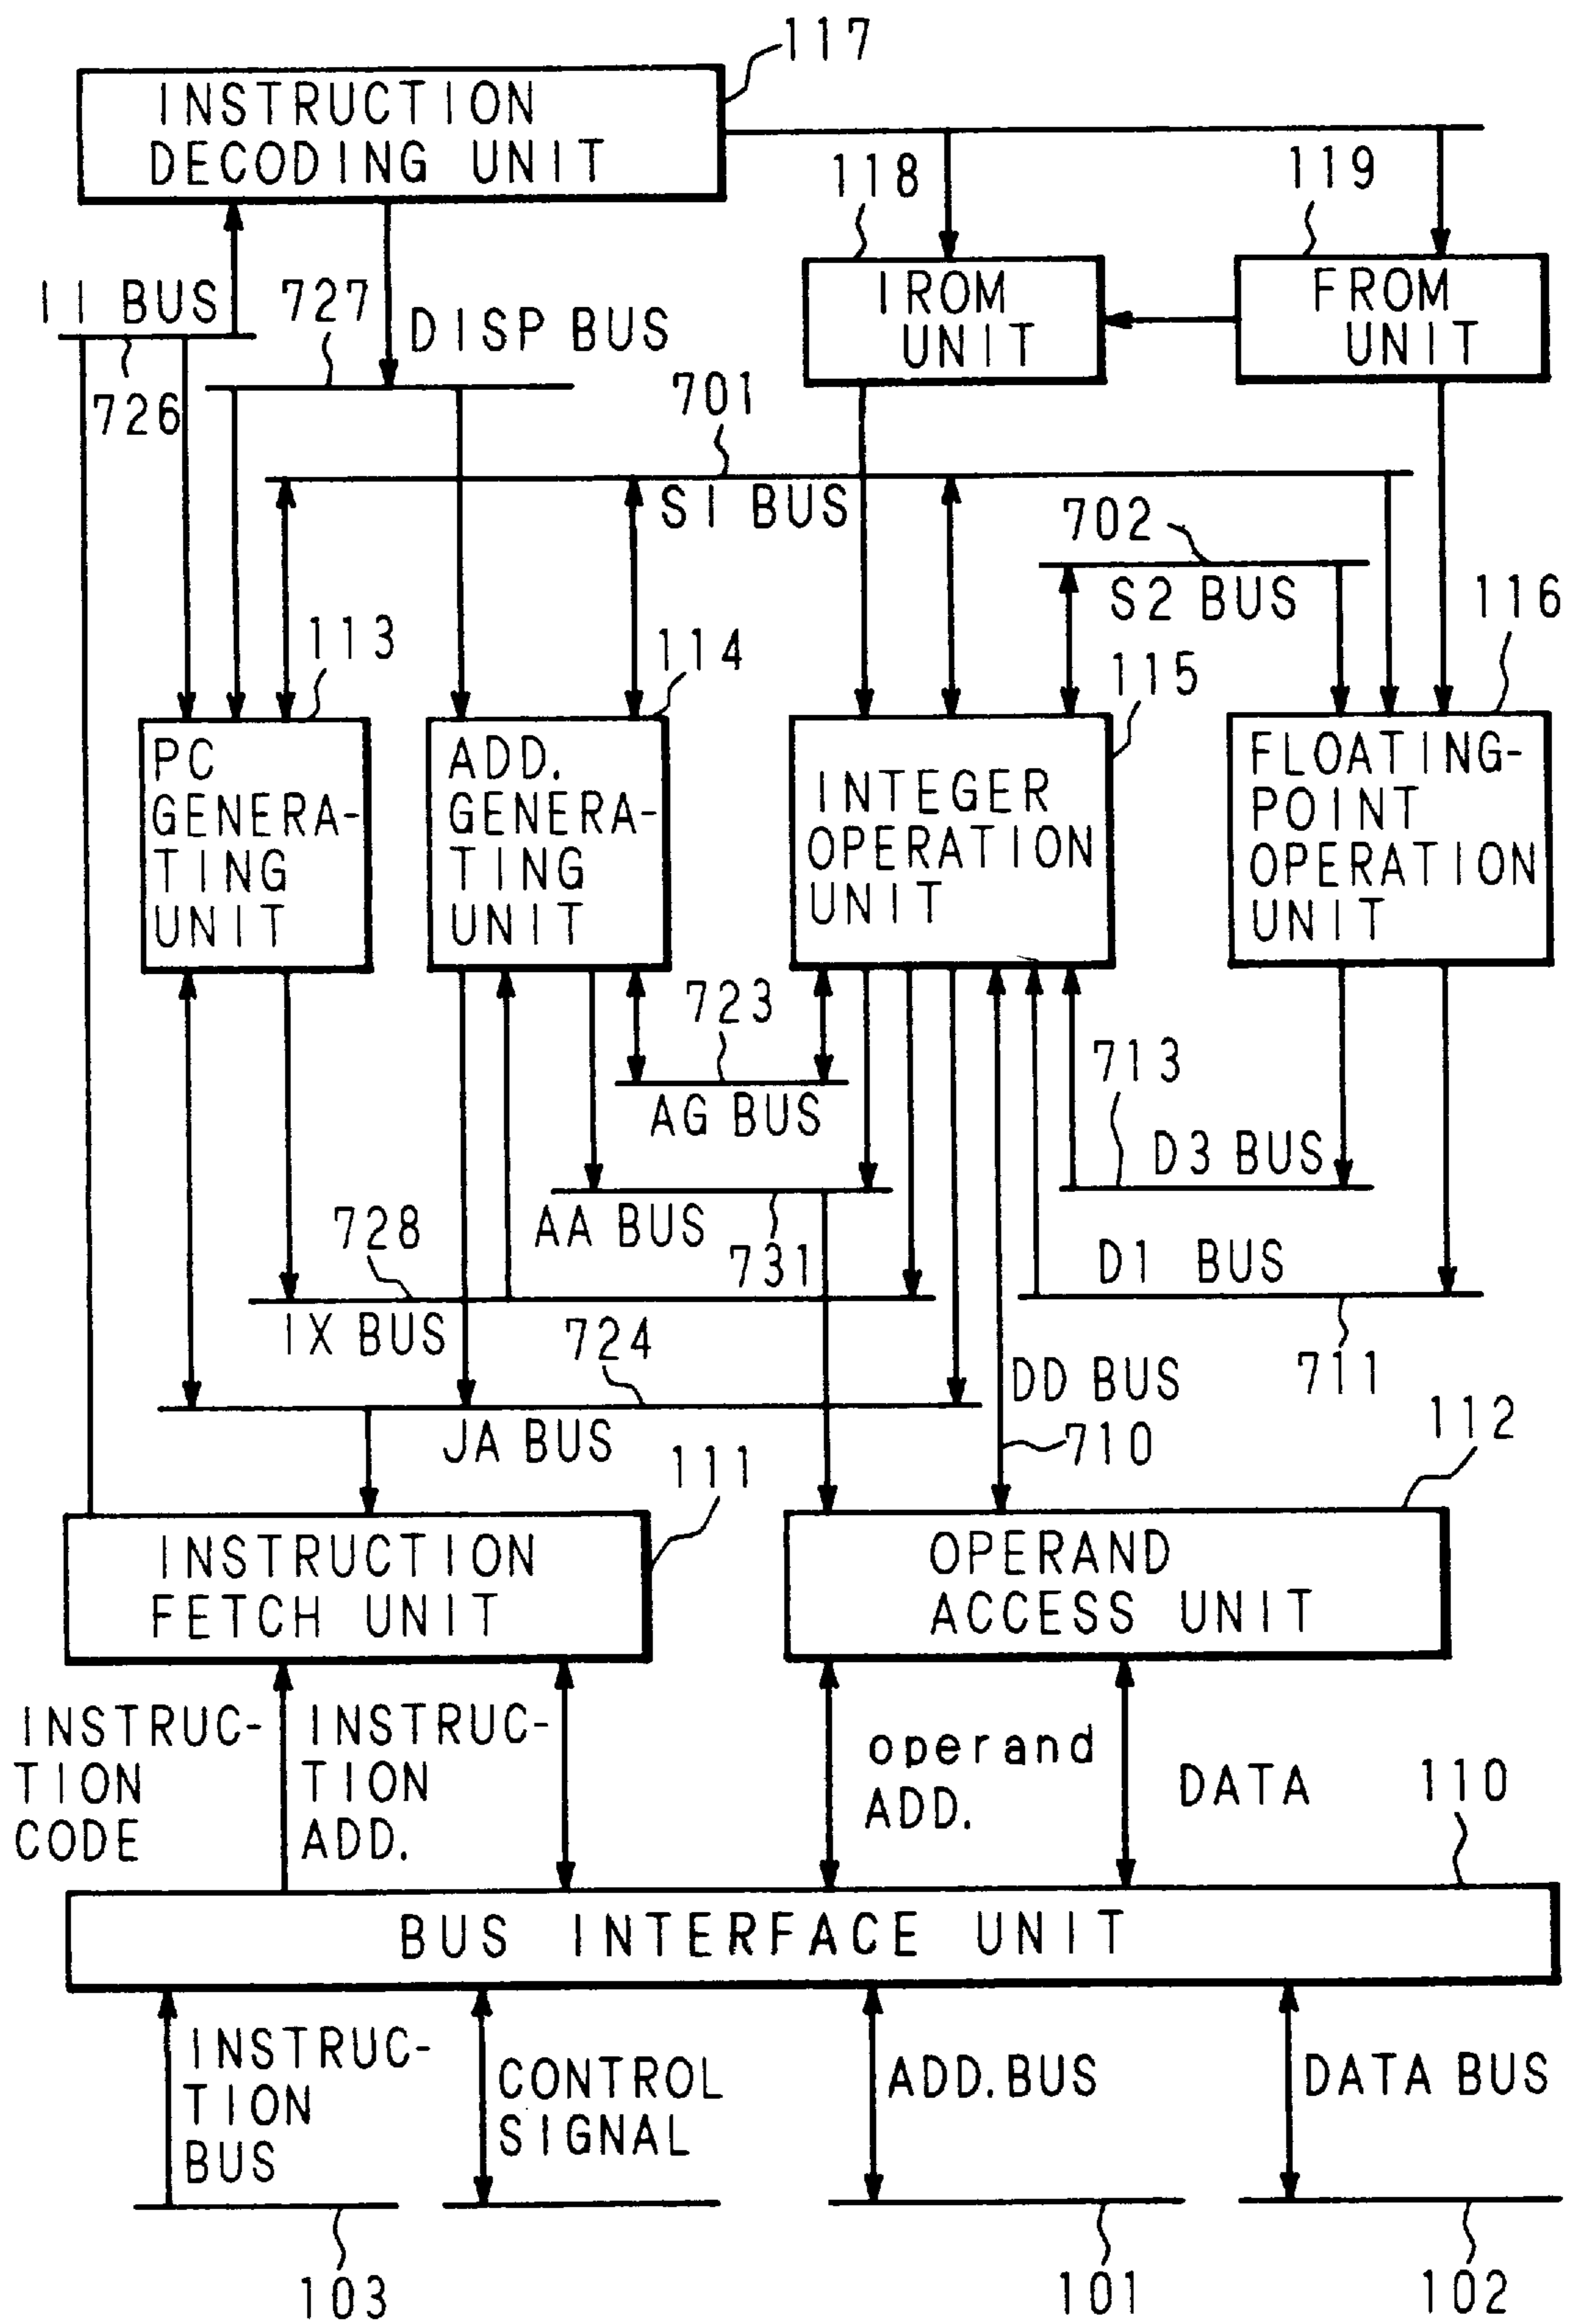 117
INSTRUCTION
DECODING UNIT
118
119
IROM
UNIT
FROM
UNIT
II BUS
727
DISP BUS
726
701
S1 BUS
702
S2 BUS
113
114
115
116
PC
GENERA-
TING
UNIT
ADD.
GENERA-
TING
UNIT
INTEGER
OPERATION
UNIT
FLOATING-
POINT
OPERATION
UNIT
723
AG BUS
713
D3 BUS
AA BUS
731
728
IX BUS
D1 BUS
711
724
JA BUS
DD BUS
710
111
112
INSTRUCTION
FETCH UNIT
OPERAND
ACCESS UNIT
INSTRUC-
TION
CODE
INSTRUC-
TION
ADD.
operand
ADD.
DATA
110
BUS INTERFACE UNIT
INSTRUC-
TION
BUS
CONTROL
SIGNAL
ADD. BUS
DATA BUS
103
101
102